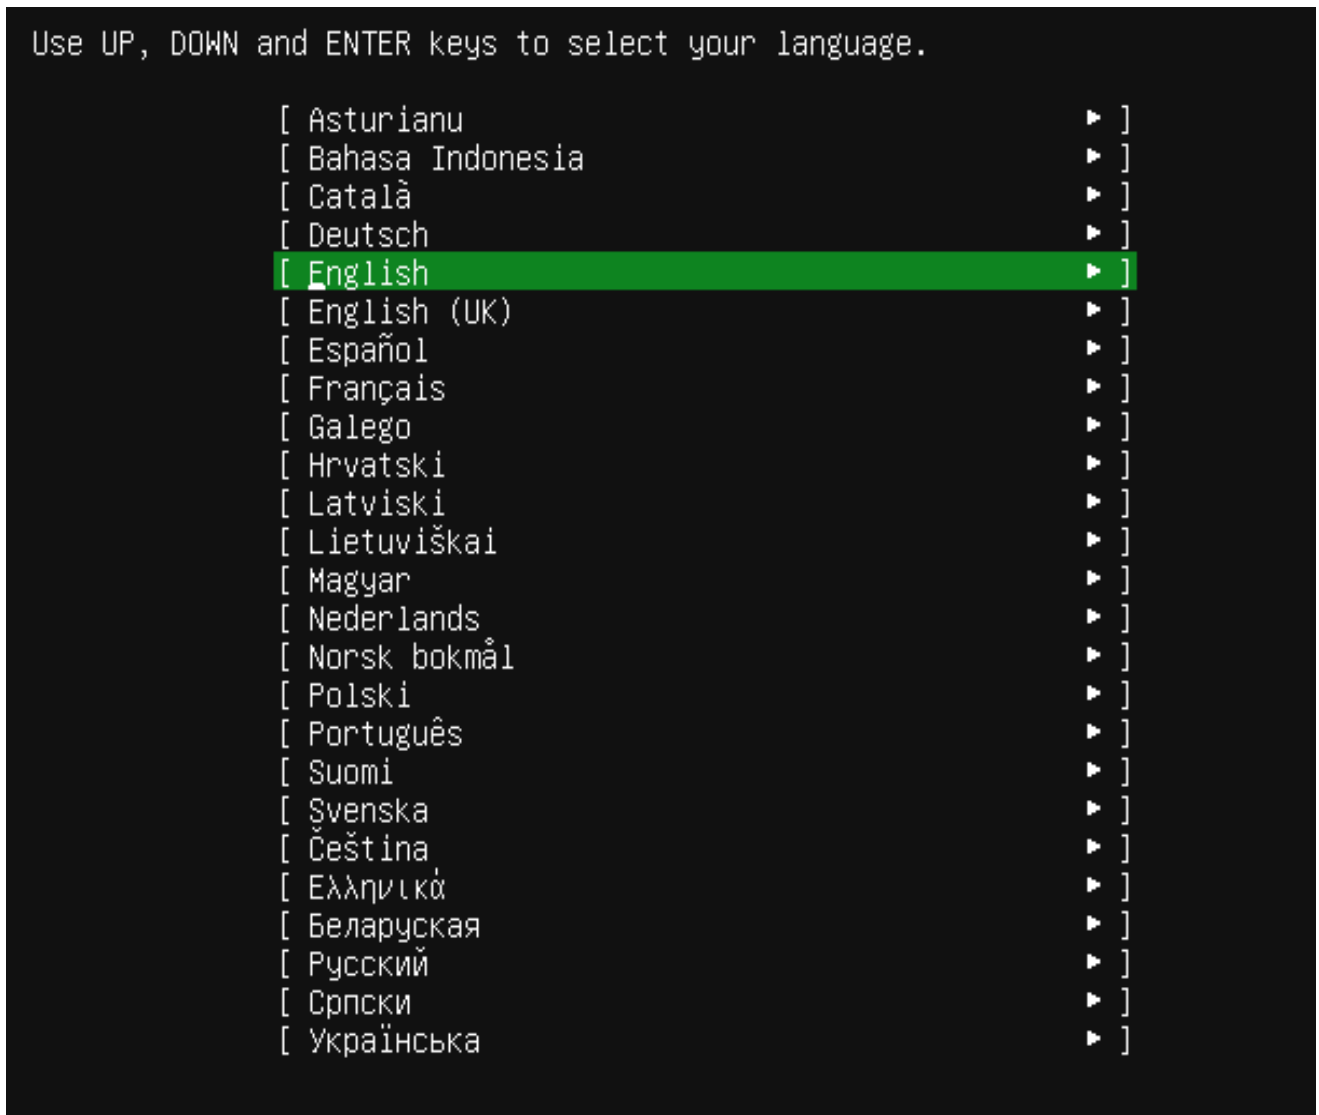 Use UP, DOWN and ENTER keys to select your language.
[ Asturianu ▸ ]
[ Bahasa Indonesia ▸ ]
[ Català ▸ ]
[ Deutsch ▸ ]
[ English ▸ ]
[ English (UK) ▸ ]
[ Español ▸ ]
[ Français ▸ ]
[ Galego ▸ ]
[ Hrvatski ▸ ]
[ Latviski ▸ ]
[ Lietuviškai ▸ ]
[ Magyar ▸ ]
[ Nederlands ▸ ]
[ Norsk bokmål ▸ ]
[ Polski ▸ ]
[ Português ▸ ]
[ Suomi ▸ ]
[ Svenska ▸ ]
[ Čeština ▸ ]
[ Ελληνικά ▸ ]
[ Беларуская ▸ ]
[ Русский ▸ ]
[ Српски ▸ ]
[ Українська ▸ ]